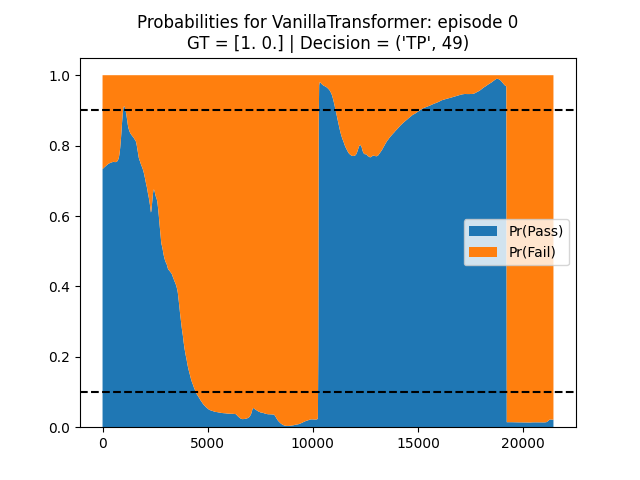 Probabilities for VanillaTransformer: episode 0
GT = [1. 0.] | Decision = ('TP', 49)
1.0
0.8
0.6
0.4
0.2
0.0
Pr(Pass)
Pr(Fail)
0
5000
10000
15000
20000